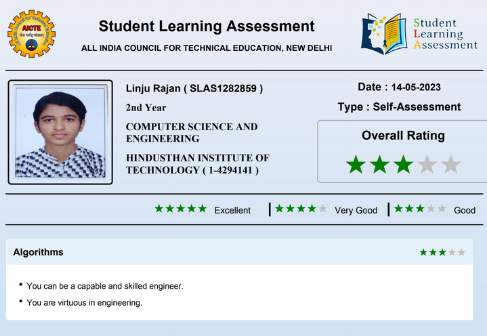 AICTE
Student Learning Assessment
ALL INDIA COUNCIL FOR TECHNICAL EDUCATION, NEW DELHI
Student
Learning
Assessment
Linju Rajan ( SLAS1282859 )
2nd Year
COMPUTER SCIENCE AND
ENGINEERING
HINDUSTHAN INSTITUTE OF
TECHNOLOGY ( 1-4294141 )
Date : 14-05-2023
Type : Self-Assessment
Overall Rating
Excellent
Very Good
Good
Algorithms
• You can be a capable and skilled engineer.
• You are virtuous in engineering.